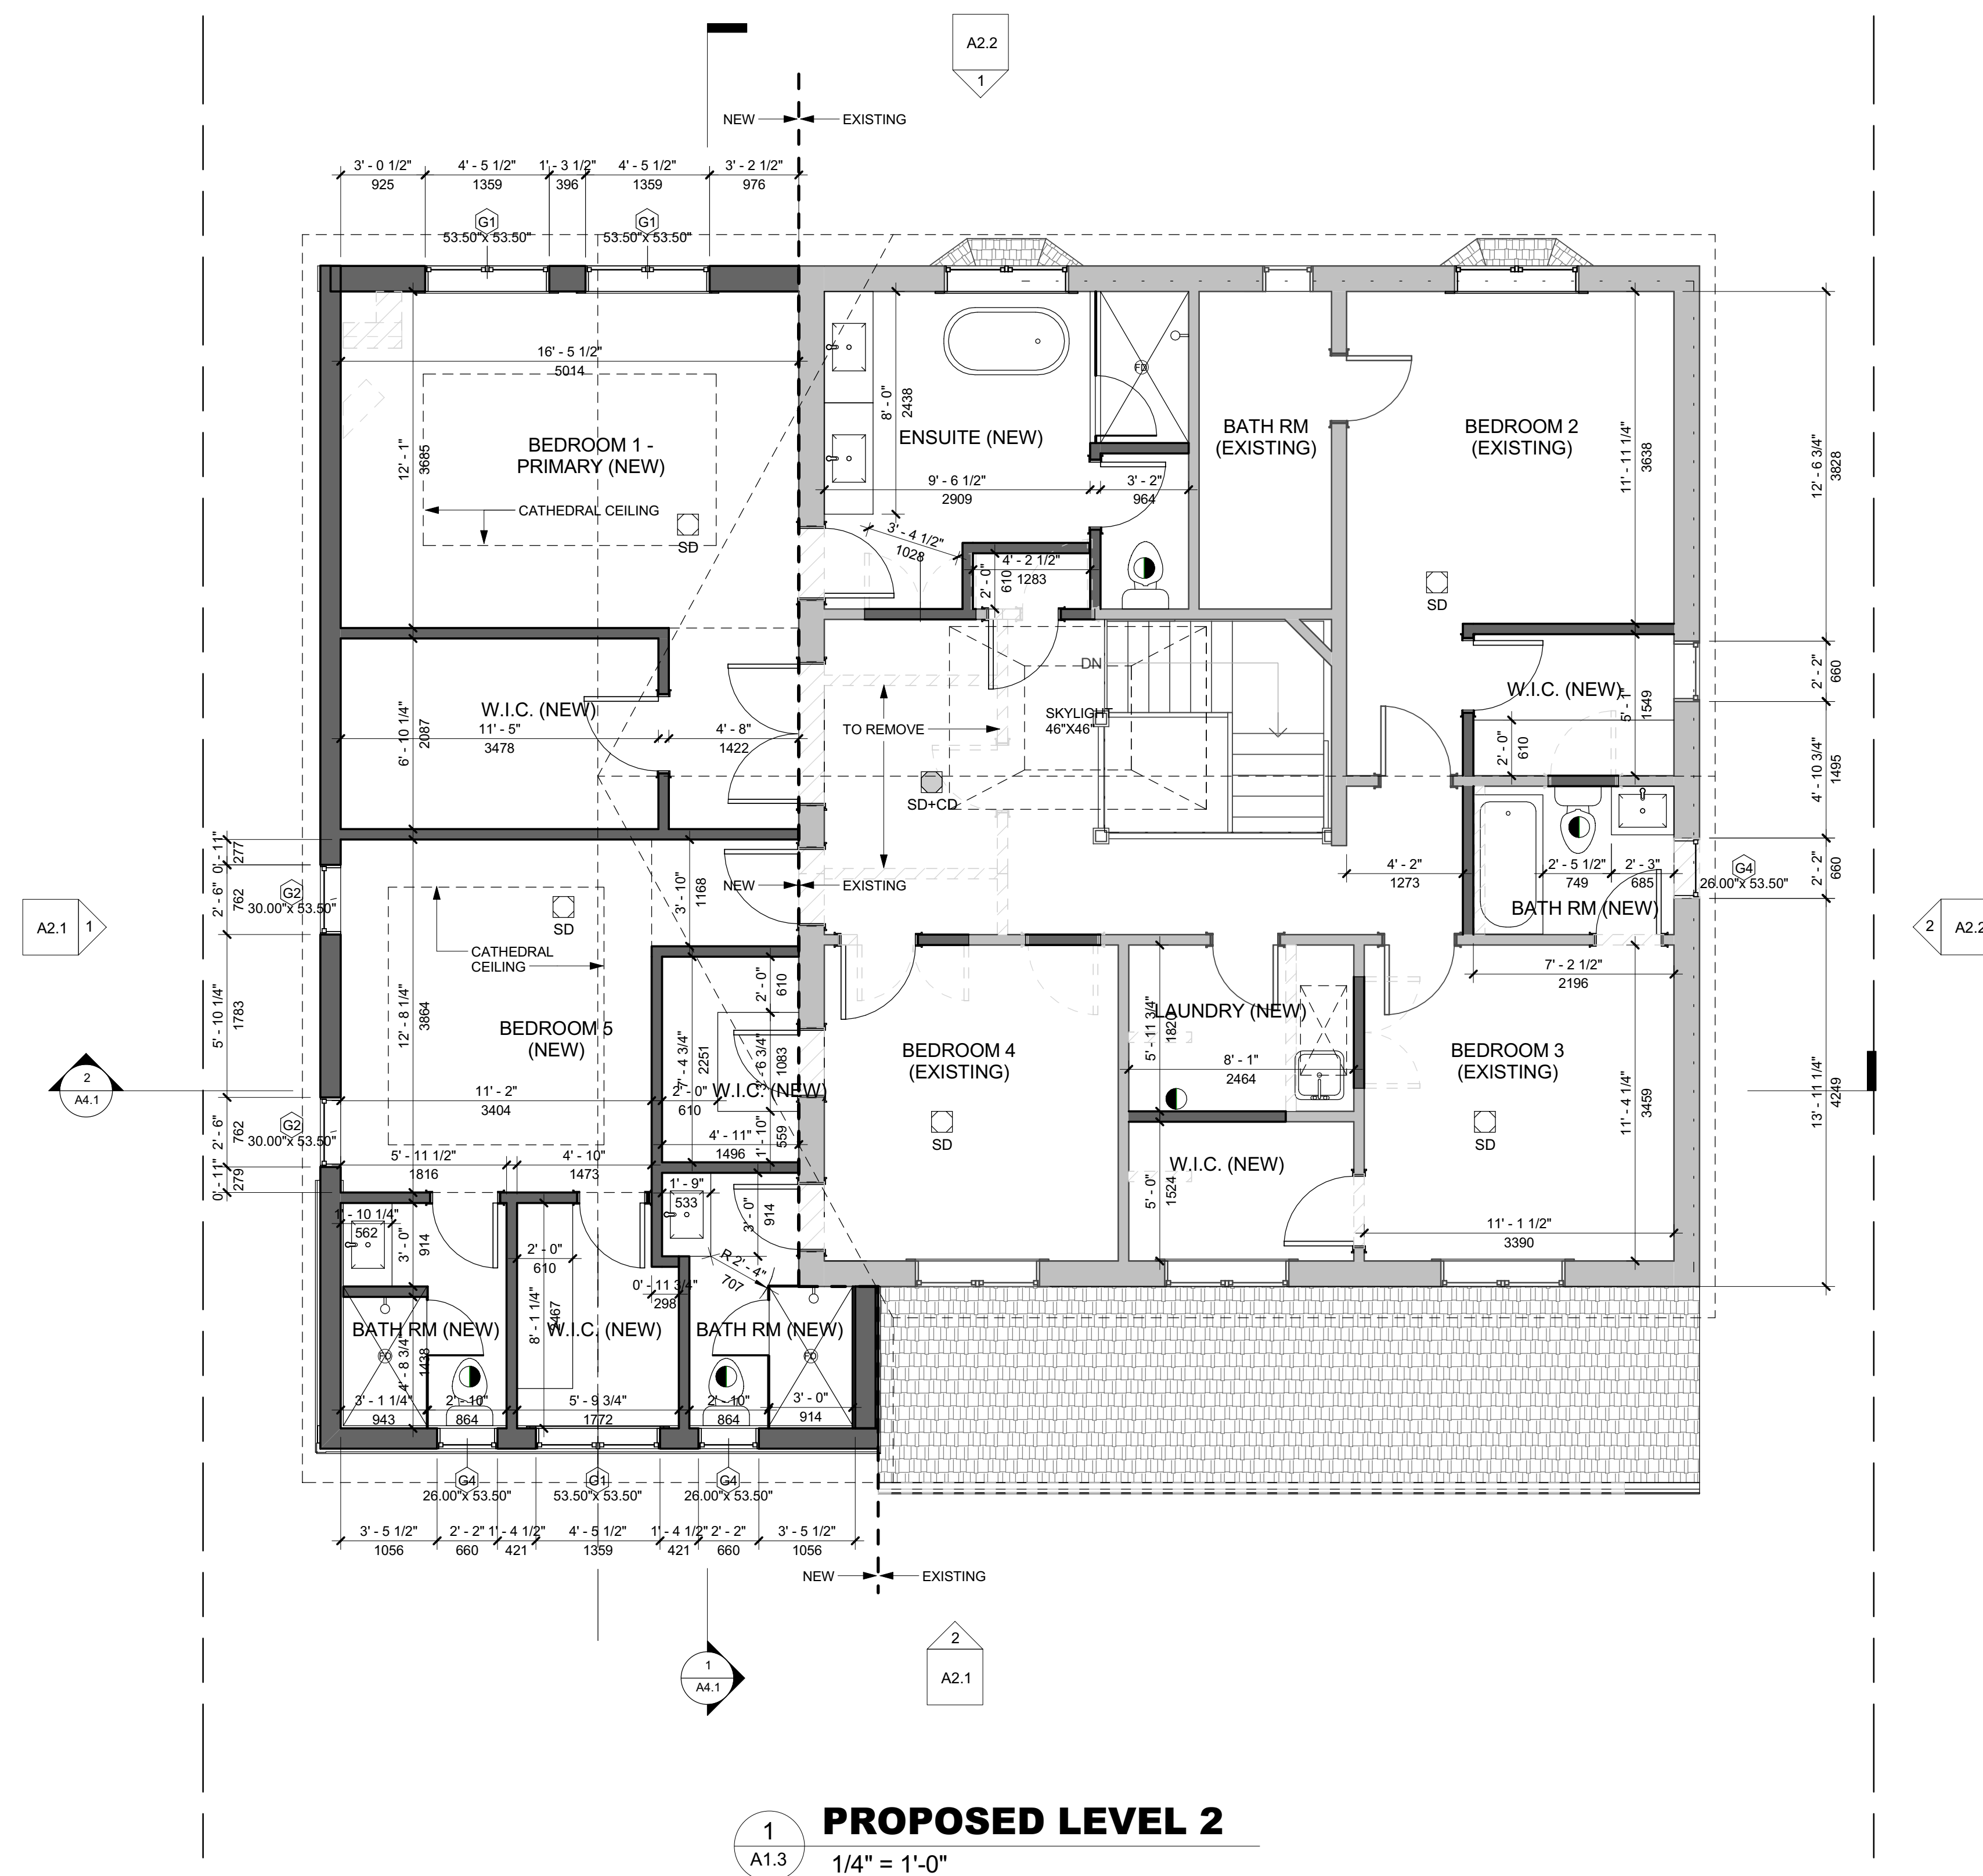 A2.2
1
NEW
EXISTING
3' - 0 1/2"
925
4' - 5 1/2"
1359
1' - 3 1/2"
396
4' - 5 1/2"
1359
3' - 2 1/2"
976
G1
53.50"x 53.50"
G1
53.50"x 53.50"
16' - 5 1/2"
5014
12' - 1"
3685
BEDROOM 1 -
PRIMARY (NEW)
CATHEDRAL CEILING
SD
8' - 0"
2438
ENSUITE (NEW)
9' - 6 1/2"
2909
3' - 2"
964
FD
3' - 4 1/2"
1028
4' - 2 1/2"
1283
2' - 0"
610
BATH RM
(EXISTING)
BEDROOM 2
(EXISTING)
11' - 11 1/4"
3638
SD
12' - 6 3/4"
3828
W.I.C. (NEW)
11' - 5"
3478
4' - 8"
1422
6' - 10 1/4"
2087
DN
SKYLIGHT
46"X46"
TO REMOVE
SD+CD
W.I.C. (NEW)
5' - 1"
1549
2' - 0"
610
2' - 2"
660
4' - 10 3/4"
1495
2' - 2"
660
G4
26.00"x 53.50"
4' - 2"
1273
2' - 5 1/2"
749
2' - 3"
685
BATH RM (NEW)
7' - 2 1/2"
2196
0' - 11"
277
2' - 6"
762
G2
30.00"x 53.50"
5' - 10 1/4"
1783
G2
30.00"x 53.50"
2' - 6"
762
0' - 11"
279
A2.1
1
2
A2.2
2
A4.1
NEW
EXISTING
3' - 10"
1168
SD
CATHEDRAL
CEILING
12' - 8 1/4"
3864
BEDROOM 5
(NEW)
11' - 2"
3404
2' - 0"
610
7' - 4 3/4"
2251
2' - 0"
610
3' - 6 3/4"
1083
1' - 10"
559
W.I.C. (NEW)
4' - 11"
1496
5' - 11 1/2"
1816
4' - 10"
1473
BEDROOM 4
(EXISTING)
SD
LAUNDRY (NEW)
5' - 11 3/4"
1820
8' - 1"
2464
W.I.C. (NEW)
5' - 0"
1524
BEDROOM 3
(EXISTING)
SD
11' - 4 1/4"
3459
11' - 1 1/2"
3390
13' - 11 1/4"
4249
1' - 10 1/4"
562
3' - 0"
914
2' - 0"
610
8' - 1 1/4"
2467
1' - 9"
533
3' - 0"
914
R 2' - 4"
707
0' - 11 3/4"
298
BATH RM (NEW)
W.I.C. (NEW)
BATH RM (NEW)
FD
FD
4' - 8 3/4"
1438
3' - 1 1/4"
943
2' - 10"
864
5' - 9 3/4"
1772
2' - 10"
864
3' - 0"
914
G4
26.00"x 53.50"
G1
53.50"x 53.50"
G4
26.00"x 53.50"
3' - 5 1/2"
1056
2' - 2"
660
1' - 4 1/2"
421
4' - 5 1/2"
1359
1' - 4 1/2"
421
2' - 2"
660
3' - 5 1/2"
1056
NEW
EXISTING
1
A4.1
2
A2.1
1
A1.3
PROPOSED LEVEL 2
1/4" = 1'-0"